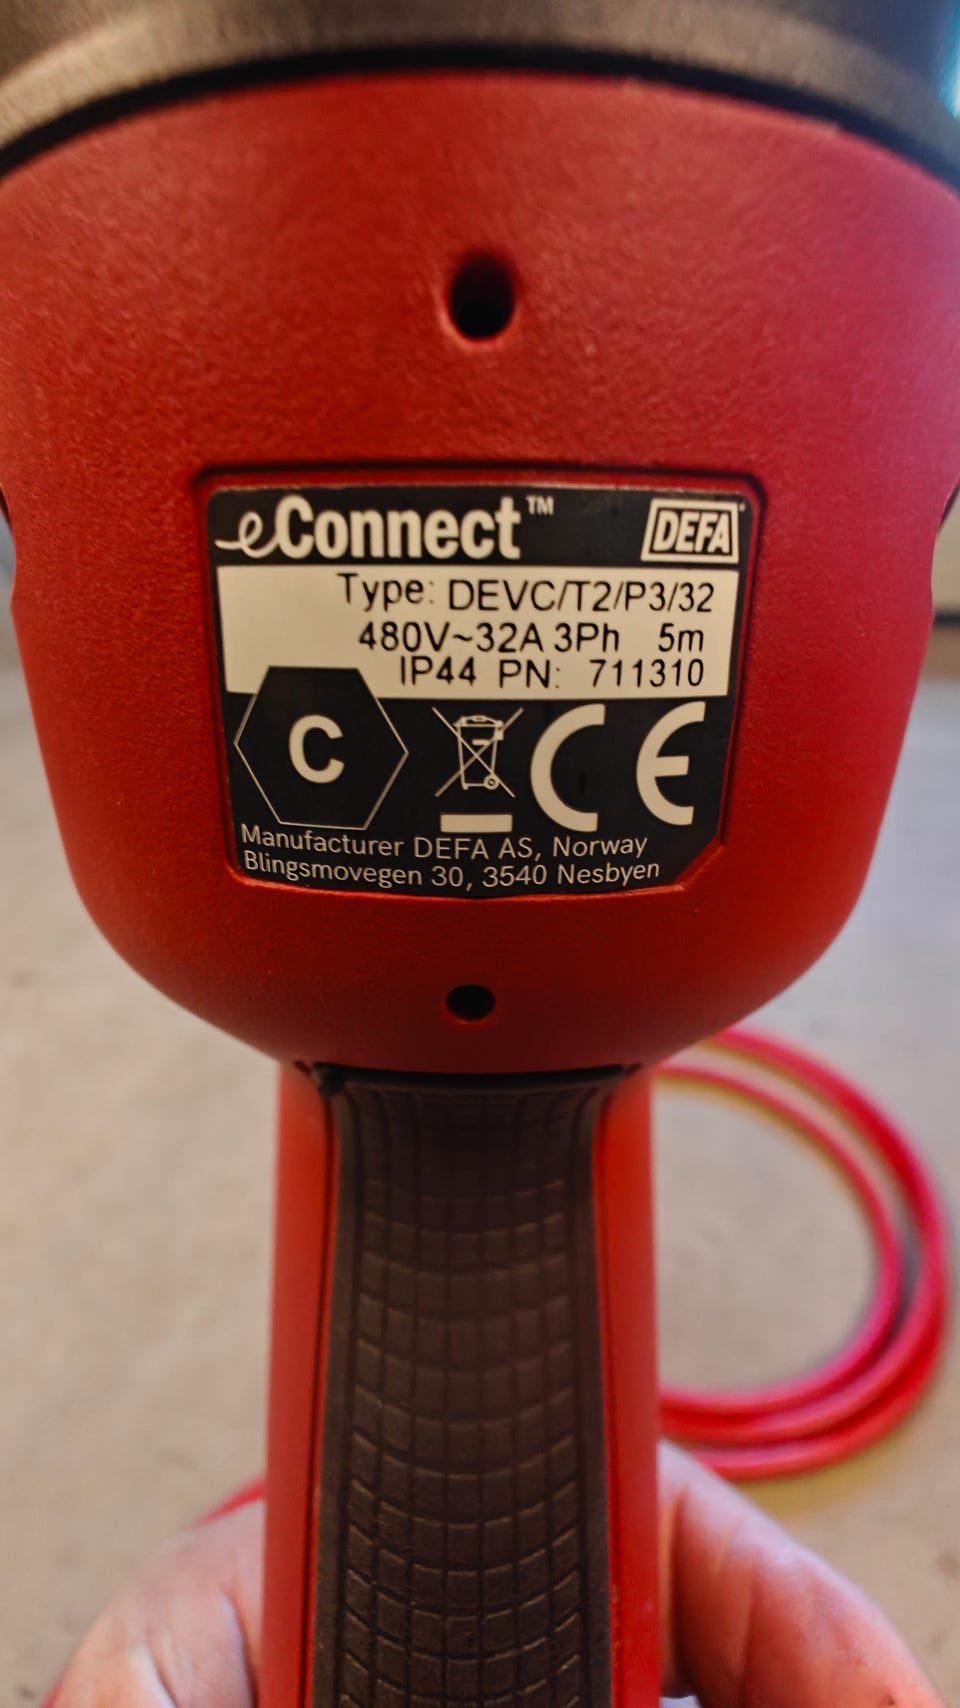 eConnect™
DEFA
Type: DEVC/T2/P3/32
480V~32A 3Ph 5m
IP44 PN: 711310
C
CE
Manufacturer DEFA AS, Norway
Blingsmovegen 30, 3540 Nesbyen